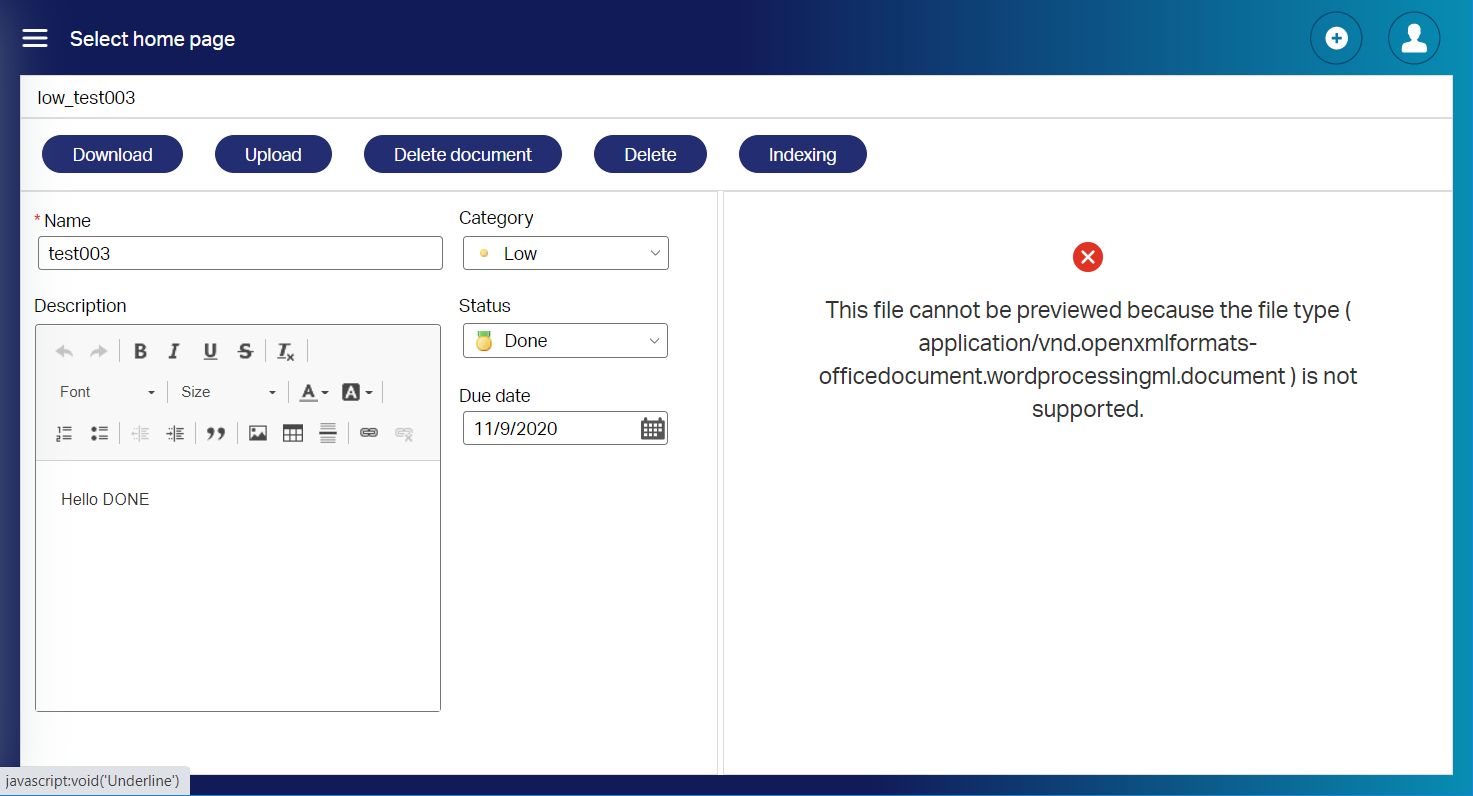 Select home page
low_test003
Download Upload Delete document Delete Indexing
* Name
test003
Category
Low
Description
Status
Done
Due date
11/9/2020
B I U S Tx
Font Size A A
Hello DONE
This file cannot be previewed because the file type (
application/vnd.openxmlformats-
officedocument.wordprocessingml.document ) is not
supported.
javascript:void('Underline')